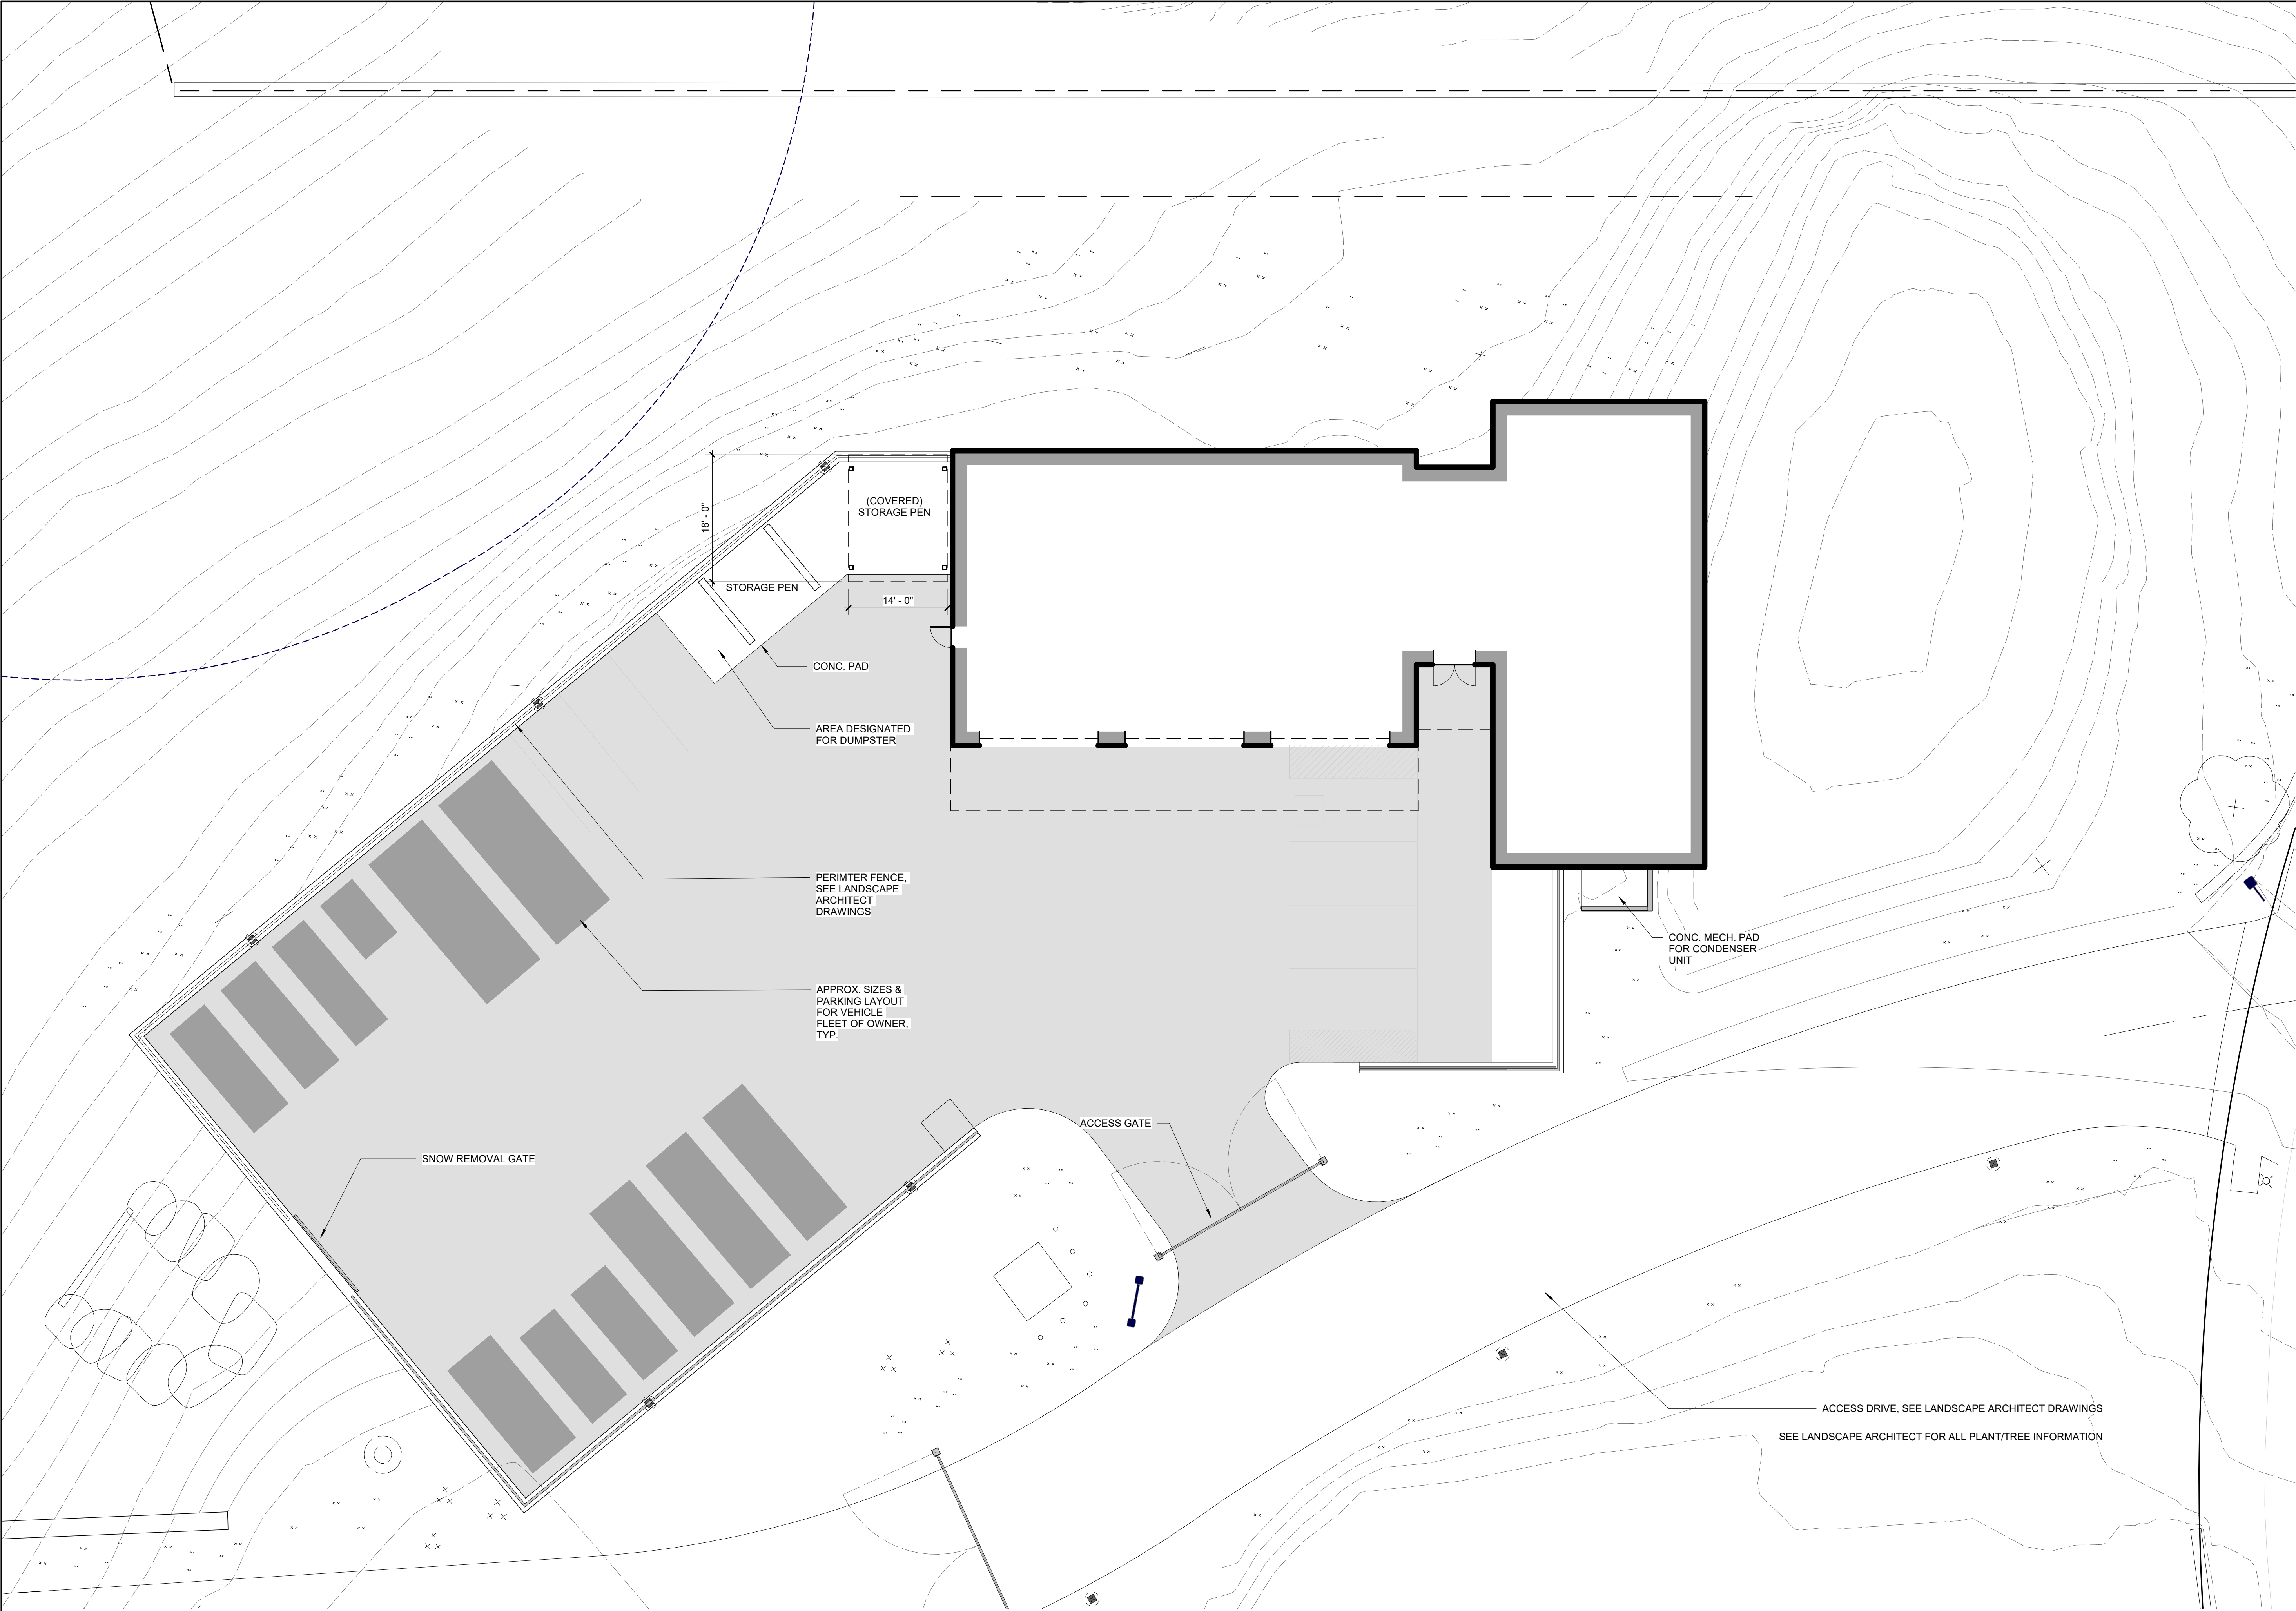 (COVERED)
STORAGE PEN
18' - 0"
STORAGE PEN
14' - 0"
CONC. PAD
AREA DESIGNATED
FOR DUMPSTER
PERIMTER FENCE,
SEE LANDSCAPE
ARCHITECT
DRAWINGS
CONC. MECH. PAD
FOR CONDENSER
UNIT
APPROX. SIZES &
PARKING LAYOUT
FOR VEHICLE
FLEET OF OWNER,
TYP.
ACCESS GATE
SNOW REMOVAL GATE
ACCESS DRIVE, SEE LANDSCAPE ARCHITECT DRAWINGS
SEE LANDSCAPE ARCHITECT FOR ALL PLANT/TREE INFORMATION